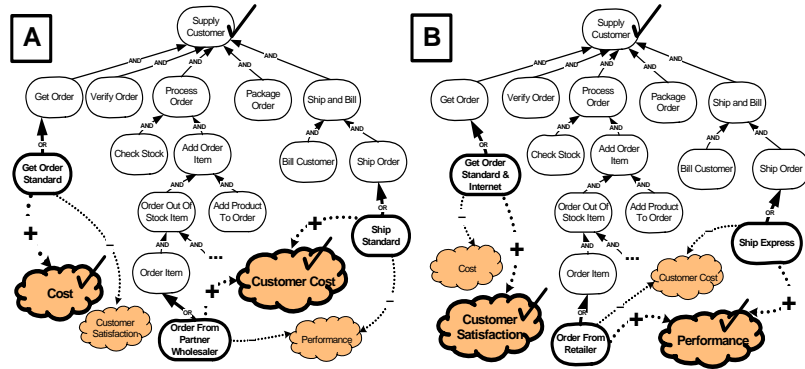 A
Supply
Customer
AND
AND
AND
AND
AND
Get Order
Verify Order
Process
Order
Package
Order
Ship and Bill
OR
AND
AND
AND
AND
Check Stock
Add Order
Item
Bill Customer
Ship Order
Get Order
Standard
AND
AND
OR
Order Out Of
Stock Item
Add Product
To Order
Ship
Standard
+
–
AND
AND
...
+
–
Order Item
Cost
Customer Cost
+
OR
Customer
Satisfaction
Order From
Partner
Wholesaler
–
Performance
B
Supply
Customer
AND
AND
AND
AND
AND
Get Order
Verify Order
Process
Order
Package
Order
Ship and Bill
OR
AND
AND
AND
AND
Check Stock
Add Order
Item
Bill Customer
Ship Order
Get Order
Standard &
Internet
AND
AND
OR
Order Out Of
Stock Item
Add Product
To Order
Ship Express
–
+
AND
AND
...
–
+
Cost
Order Item
Customer Cost
–
OR
Customer
Satisfaction
Order From
Retailer
+
Performance